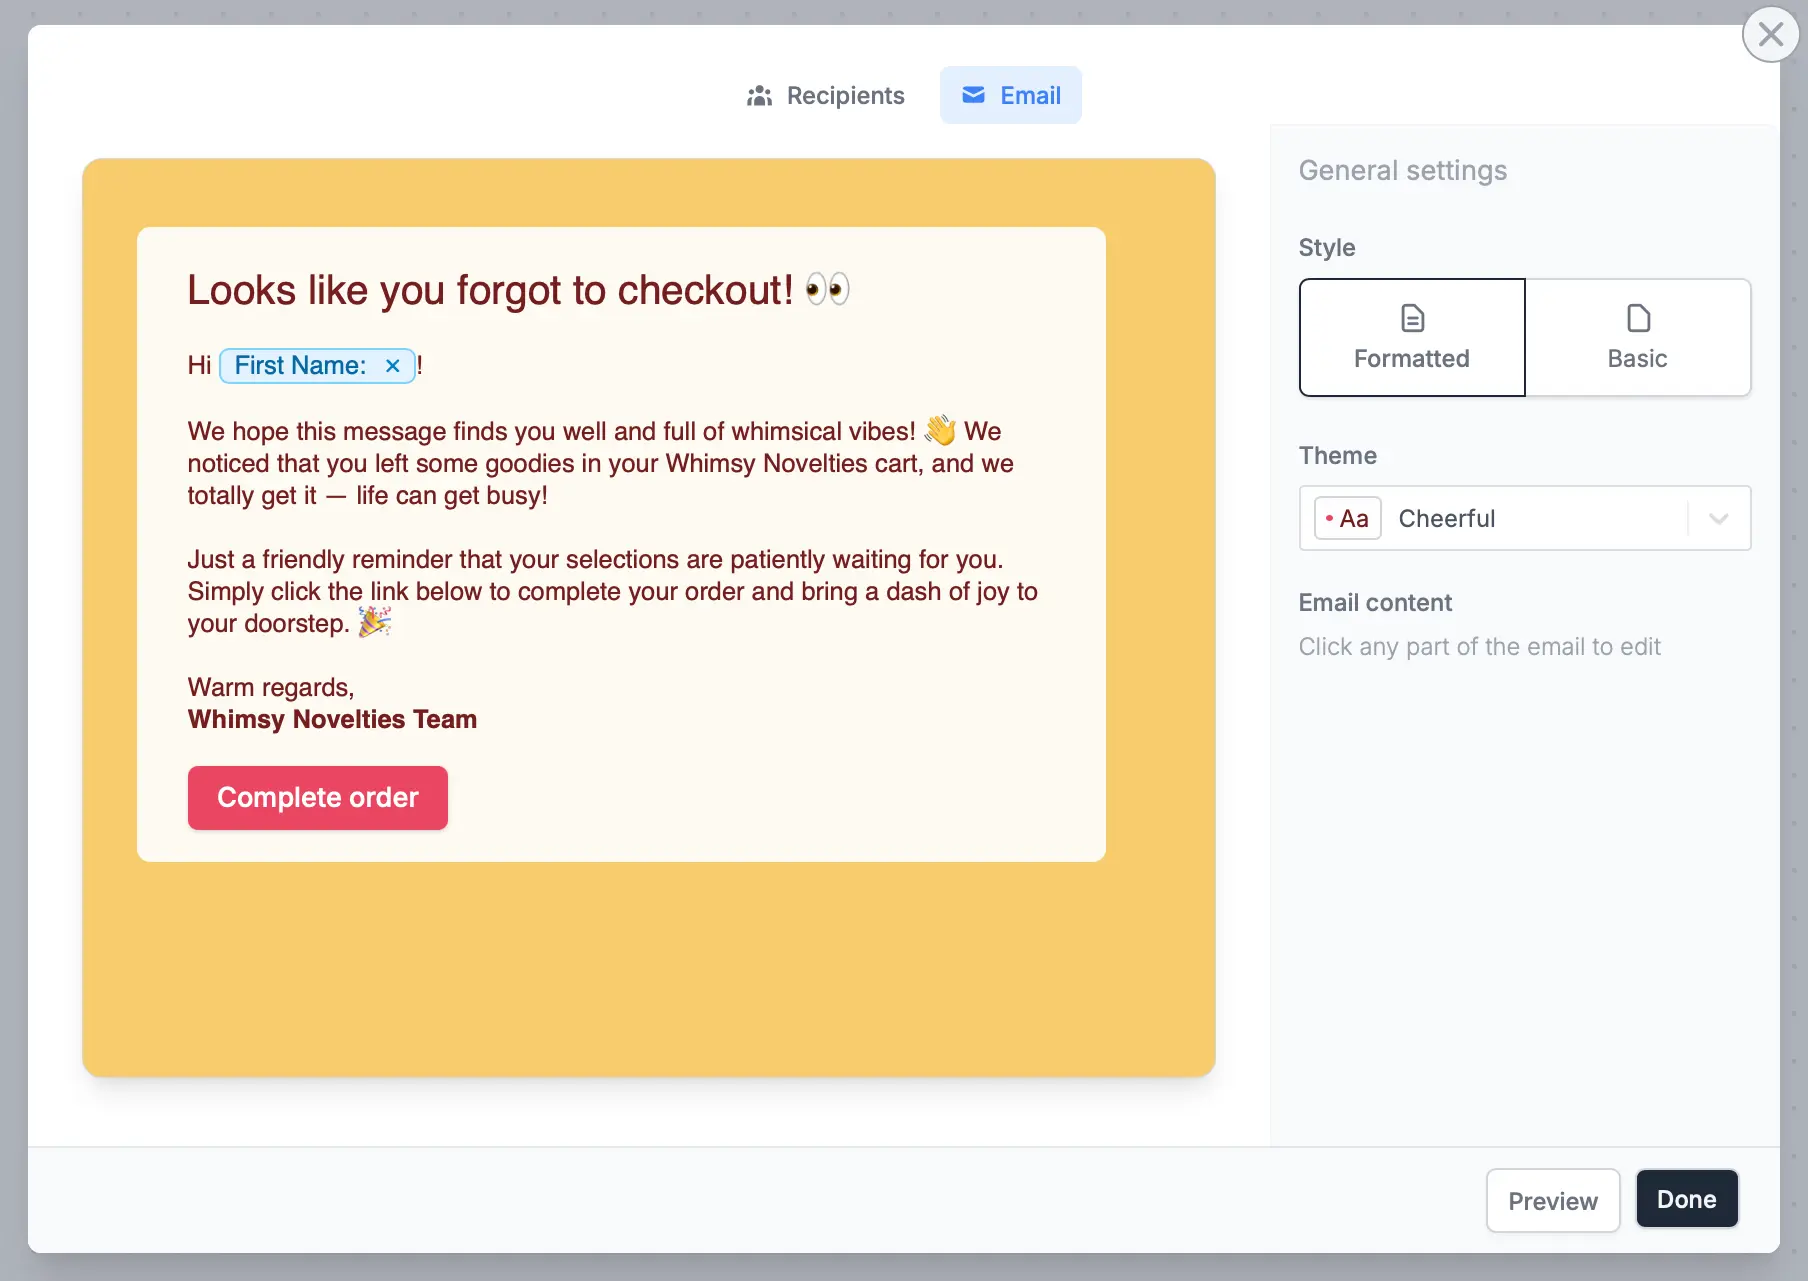 Recipients
Email
Looks like you forgot to checkout! 👀
Hi First Name: ×!
We hope this message finds you well and full of whimsical vibes! 👋 We
noticed that you left some goodies in your Whimsy Novelties cart, and we
totally get it — life can get busy!
Just a friendly reminder that your selections are patiently waiting for you.
Simply click the link below to complete your order and bring a dash of joy to
your doorstep. 🎉
Warm regards,
Whimsy Novelties Team
Complete order
General settings
Style
Formatted
Basic
Theme
Aa Cheerful
Email content
Click any part of the email to edit
Preview
Done